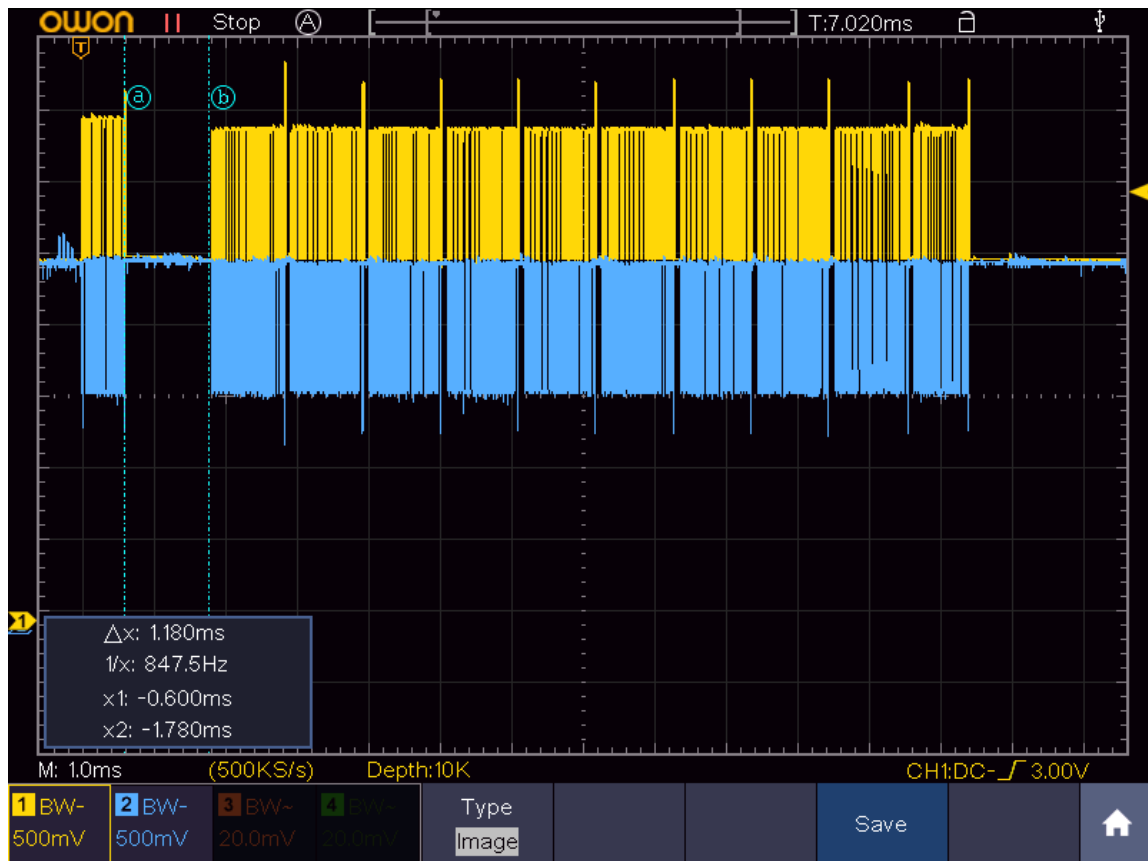 owon Stop A T:7.020ms
T
a b
1
Δx: 1.180ms
1/x: 847.5Hz
x1: -0.600ms
x2: -1.780ms
M: 1.0ms (500KS/s) Depth:10K CH1:DC- 3.00V
1 BW- 2 BW- 3 BW~ 4 BW~ Type Save
500mV 500mV 20.0mV 20.0mV Image